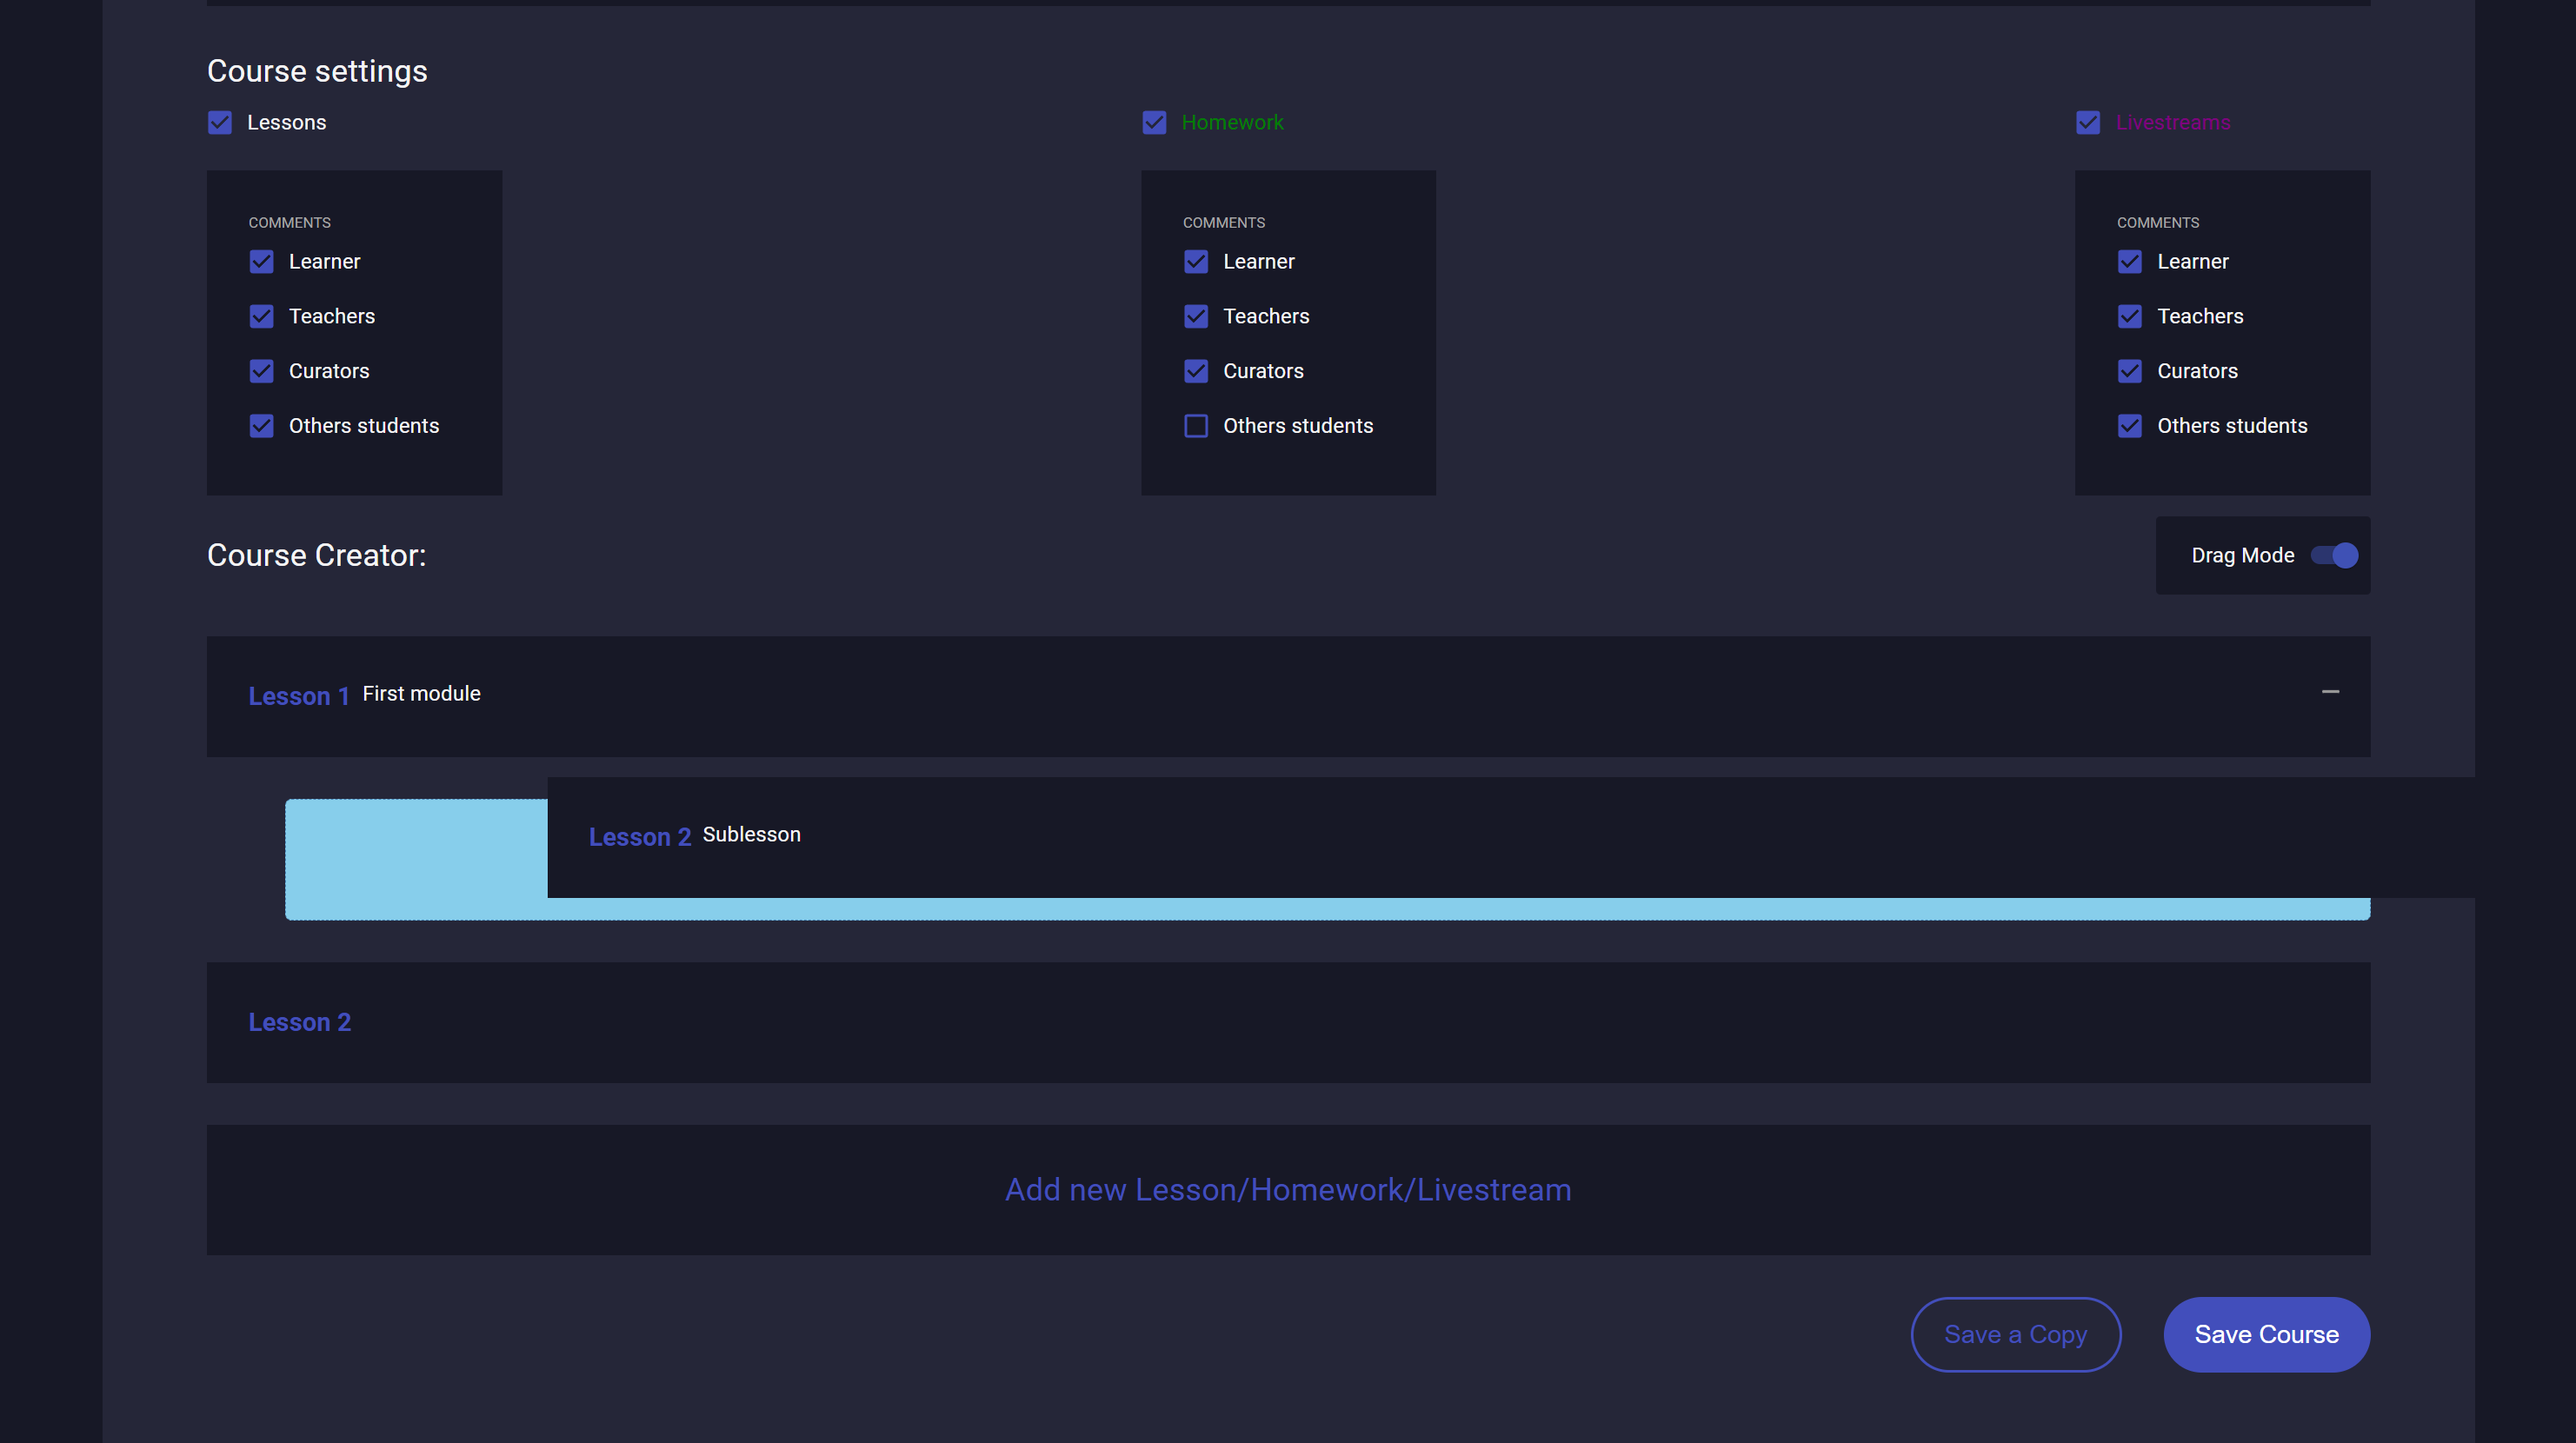 Course settings
Lessons
Homework
Livestreams
COMMENTS
Learner
Teachers
Curators
Others students
COMMENTS
Learner
Teachers
Curators
Others students
COMMENTS
Learner
Teachers
Curators
Others students
Course Creator:
Drag Mode
Lesson 1 First module
Lesson 2 Sublesson
Lesson 2
Add new Lesson/Homework/Livestream
Save a Copy
Save Course